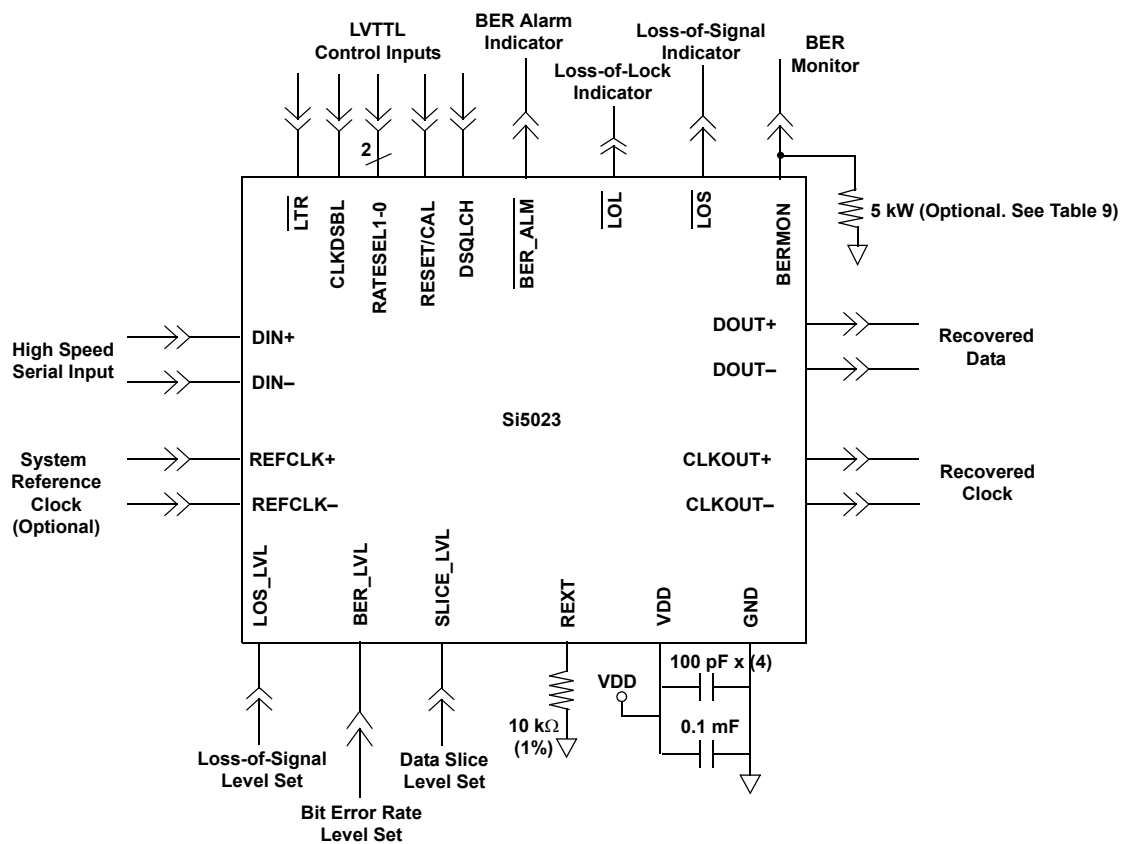 LVTTL
Control Inputs
BER Alarm
Indicator
Loss-of-Lock
Indicator
Loss-of-Signal
Indicator
BER
Monitor
2
LTR
CLKDSBL
RATESEL1-0
RESET/CAL
DSQLCH
BER_ALM
LOL
LOS
BERMON
5 kW (Optional. See Table 9)
High Speed
Serial Input
DIN+
DIN–
System
Reference
Clock
(Optional)
REFCLK+
REFCLK–
Si5023
DOUT+
DOUT–
Recovered
Data
CLKOUT+
CLKOUT–
Recovered
Clock
LOS_LVL
BER_LVL
SLICE_LVL
REXT
VDD
GND
Loss-of-Signal
Level Set
Bit Error Rate
Level Set
Data Slice
Level Set
10 kΩ
(1%)
VDD
100 pF x (4)
0.1 mF